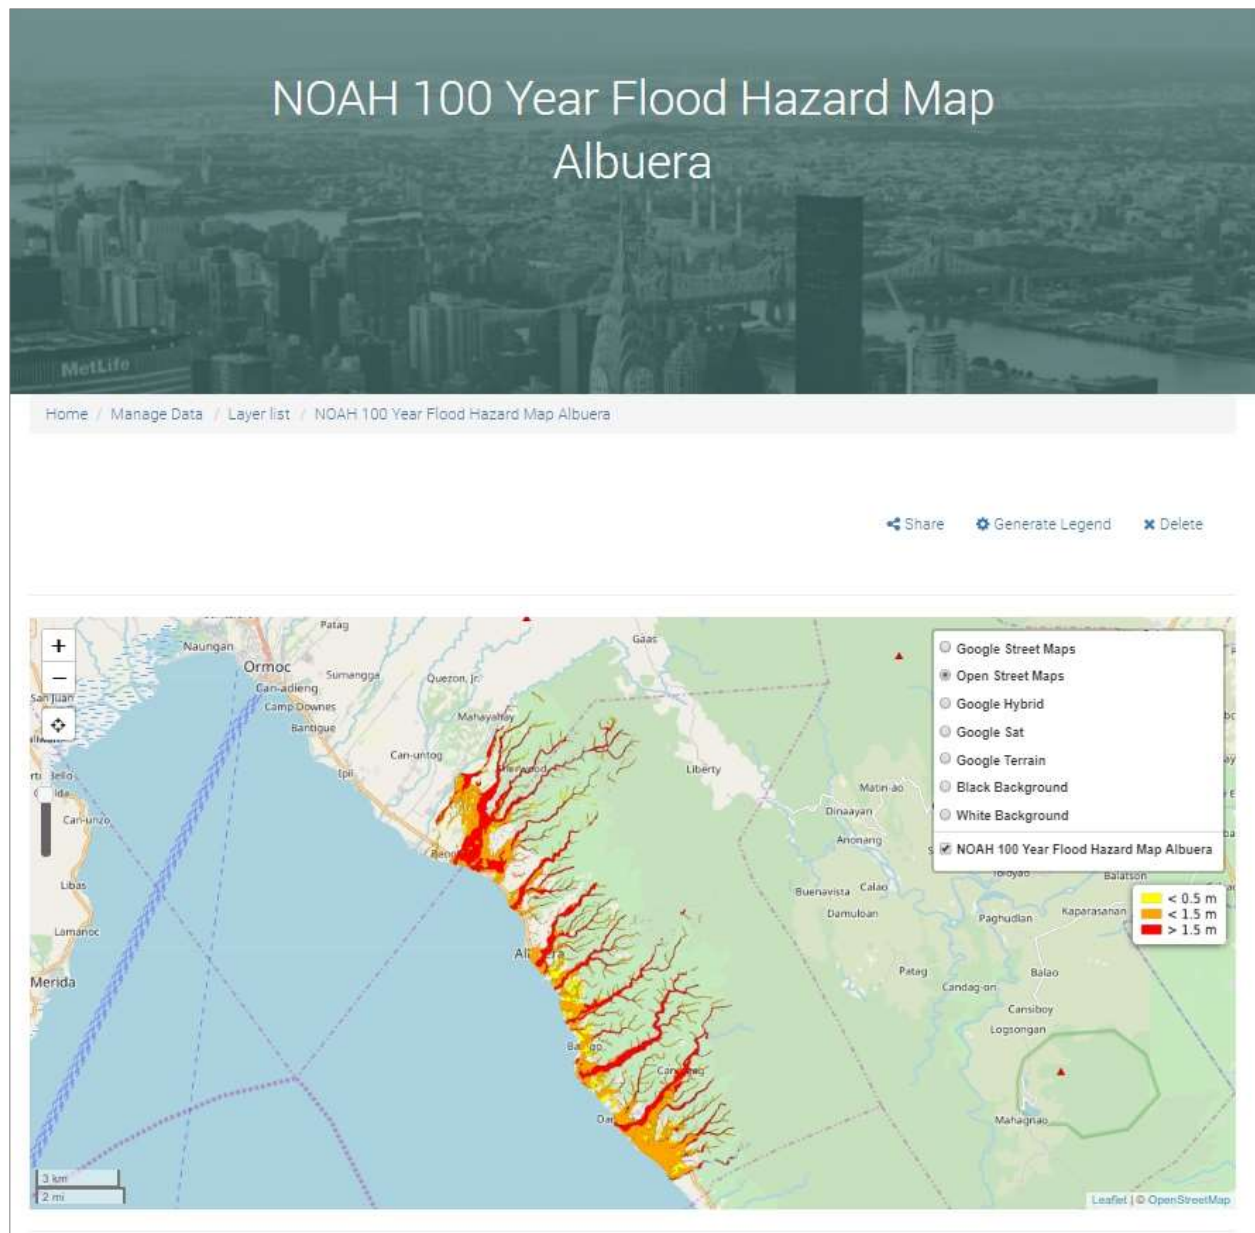 NOAH 100 Year Flood Hazard Map
Albuera
MetLife
Home / Manage Data / Layer list / NOAH 100 Year Flood Hazard Map Albuera
Share
Generate Legend
Delete
+
−
Patag
Gaas
Naungan
Ormoc
Sumangga
Quezon, Jr.
San Juan
Can-adieng
Camp Downes
Bantigue
Mahayahay
Can-untog
Ipil
Liberty
Can-unzo
Matin-ao
Dinaayan
Anonang
Libas
Buenavista
Calao
Balatson
Damuloan
Paghudlan
Kaparasanan
Lamanoc
Merida
Patag
Balao
Candag-on
Cansiboy
Logsongan
Mahagnao
Google Street Maps
Open Street Maps
Google Hybrid
Google Sat
Google Terrain
Black Background
White Background
NOAH 100 Year Flood Hazard Map Albuera
< 0.5 m
< 1.5 m
> 1.5 m
3 km
2 mi
Leaflet | © OpenStreetMap